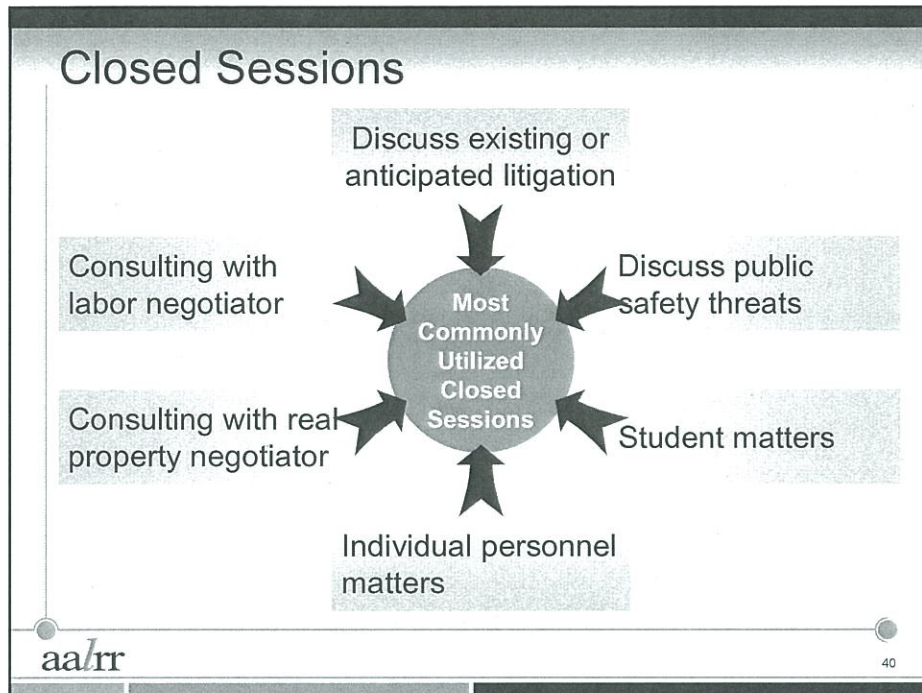 Closed Sessions
Discuss existing or
anticipated litigation
Consulting with
labor negotiator
Discuss public
safety threats
Most
Commonly
Utilized
Closed
Sessions
Consulting with real
property negotiator
Student matters
Individual personnel
matters
aalrr
40